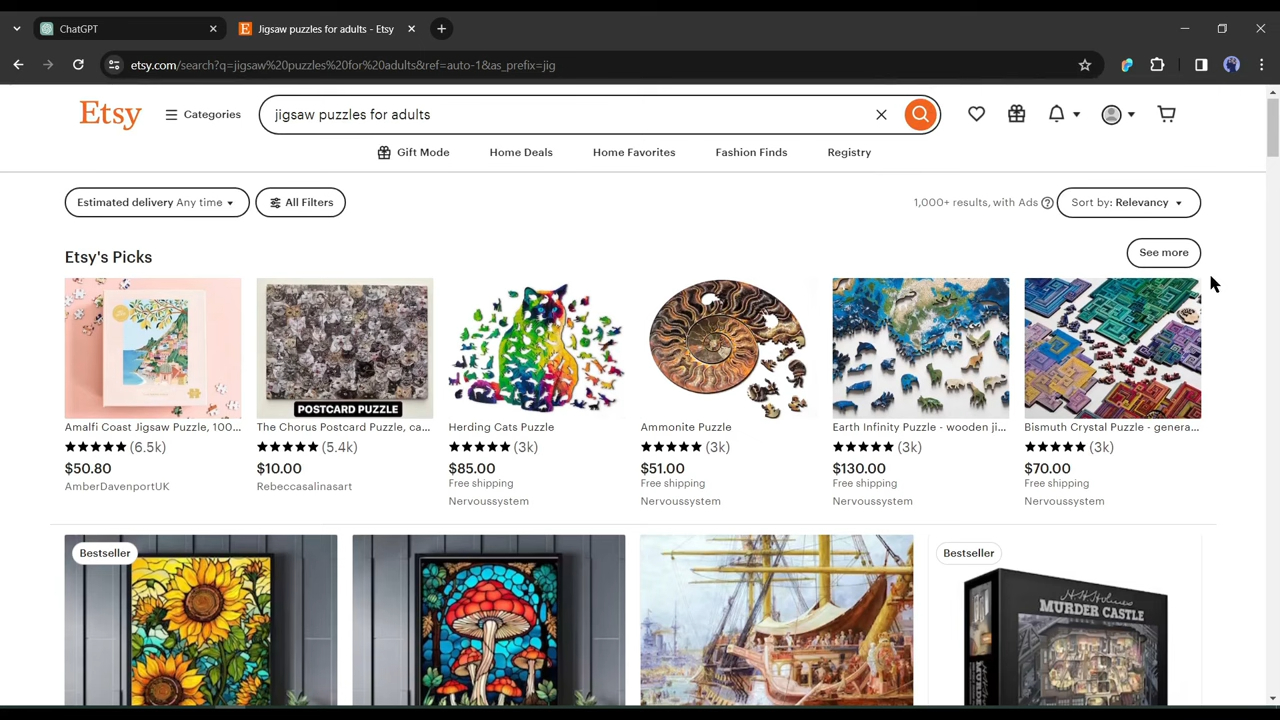 ChatGPT
Jigsaw puzzles for adults - Etsy
etsy.com/search?q=jigsaw%20puzzles%20for%20adults&ref=auto-1&as_prefix=jig
Etsy
Categories
jigsaw puzzles for adults
Gift Mode
Home Deals
Home Favorites
Fashion Finds
Registry
Estimated delivery Any time
All Filters
1,000+ results, with Ads
Sort by: Relevancy
Etsy's Picks
See more
POSTCARD PUZZLE
Amalfi Coast Jigsaw Puzzle, 100...
(6.5k)
$50.80
AmberDavenportUK
The Chorus Postcard Puzzle, ca...
(5.4k)
$10.00
Rebeccasalinasart
Herding Cats Puzzle
(3k)
$85.00
Free shipping
Nervoussystem
Ammonite Puzzle
(3k)
$51.00
Free shipping
Nervoussystem
Earth Infinity Puzzle - wooden ji...
(3k)
$130.00
Free shipping
Nervoussystem
Bismuth Crystal Puzzle - genera...
(3k)
$70.00
Free shipping
Nervoussystem
Bestseller
Bestseller
H.H. Holmes
MURDER CASTLE